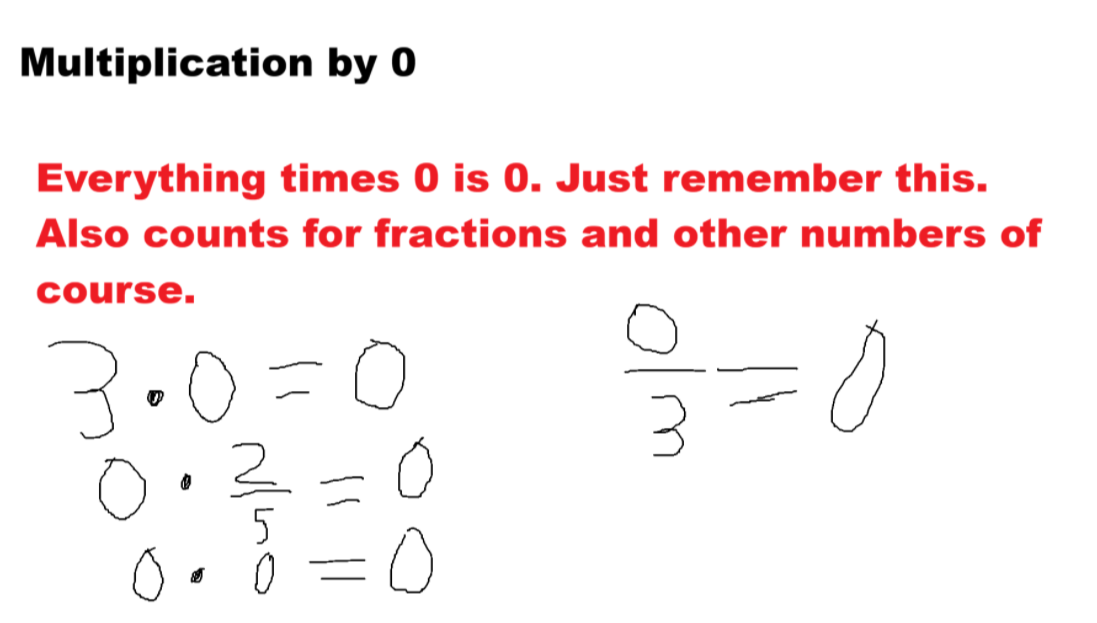 Multiplication by 0
Everything times 0 is 0. Just remember this.
Also counts for fractions and other numbers of
course.
3 · 0 = 0
0 · 2/5 = 0
0 · 0 = 0
0/3 = 0